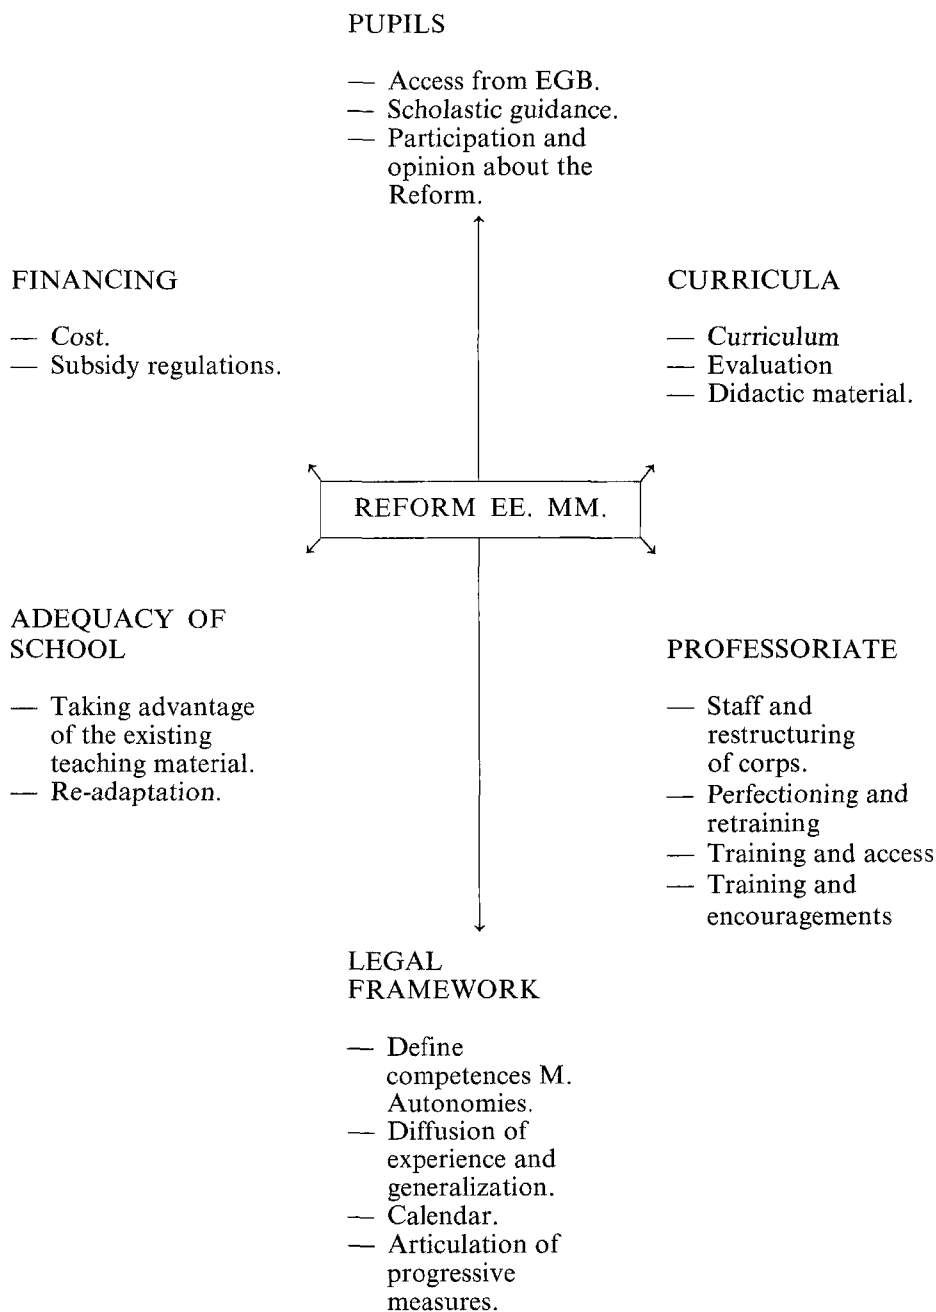 PUPILS
— Access from EGB.
— Scholastic guidance.
— Participation and
opinion about the
Reform.
FINANCING
— Cost.
— Subsidy regulations.
CURRICULA
— Curriculum
— Evaluation
— Didactic material.
REFORM EE. MM.
ADEQUACY OF
SCHOOL
— Taking advantage
of the existing
teaching material.
— Re-adaptation.
PROFESSORIATE
— Staff and
restructuring
of corps.
— Perfectioning and
retraining
— Training and access
— Training and
encouragements
LEGAL
FRAMEWORK
— Define
competences M.
Autonomies.
— Diffusion of
experience and
generalization.
— Calendar.
— Articulation of
progressive
measures.